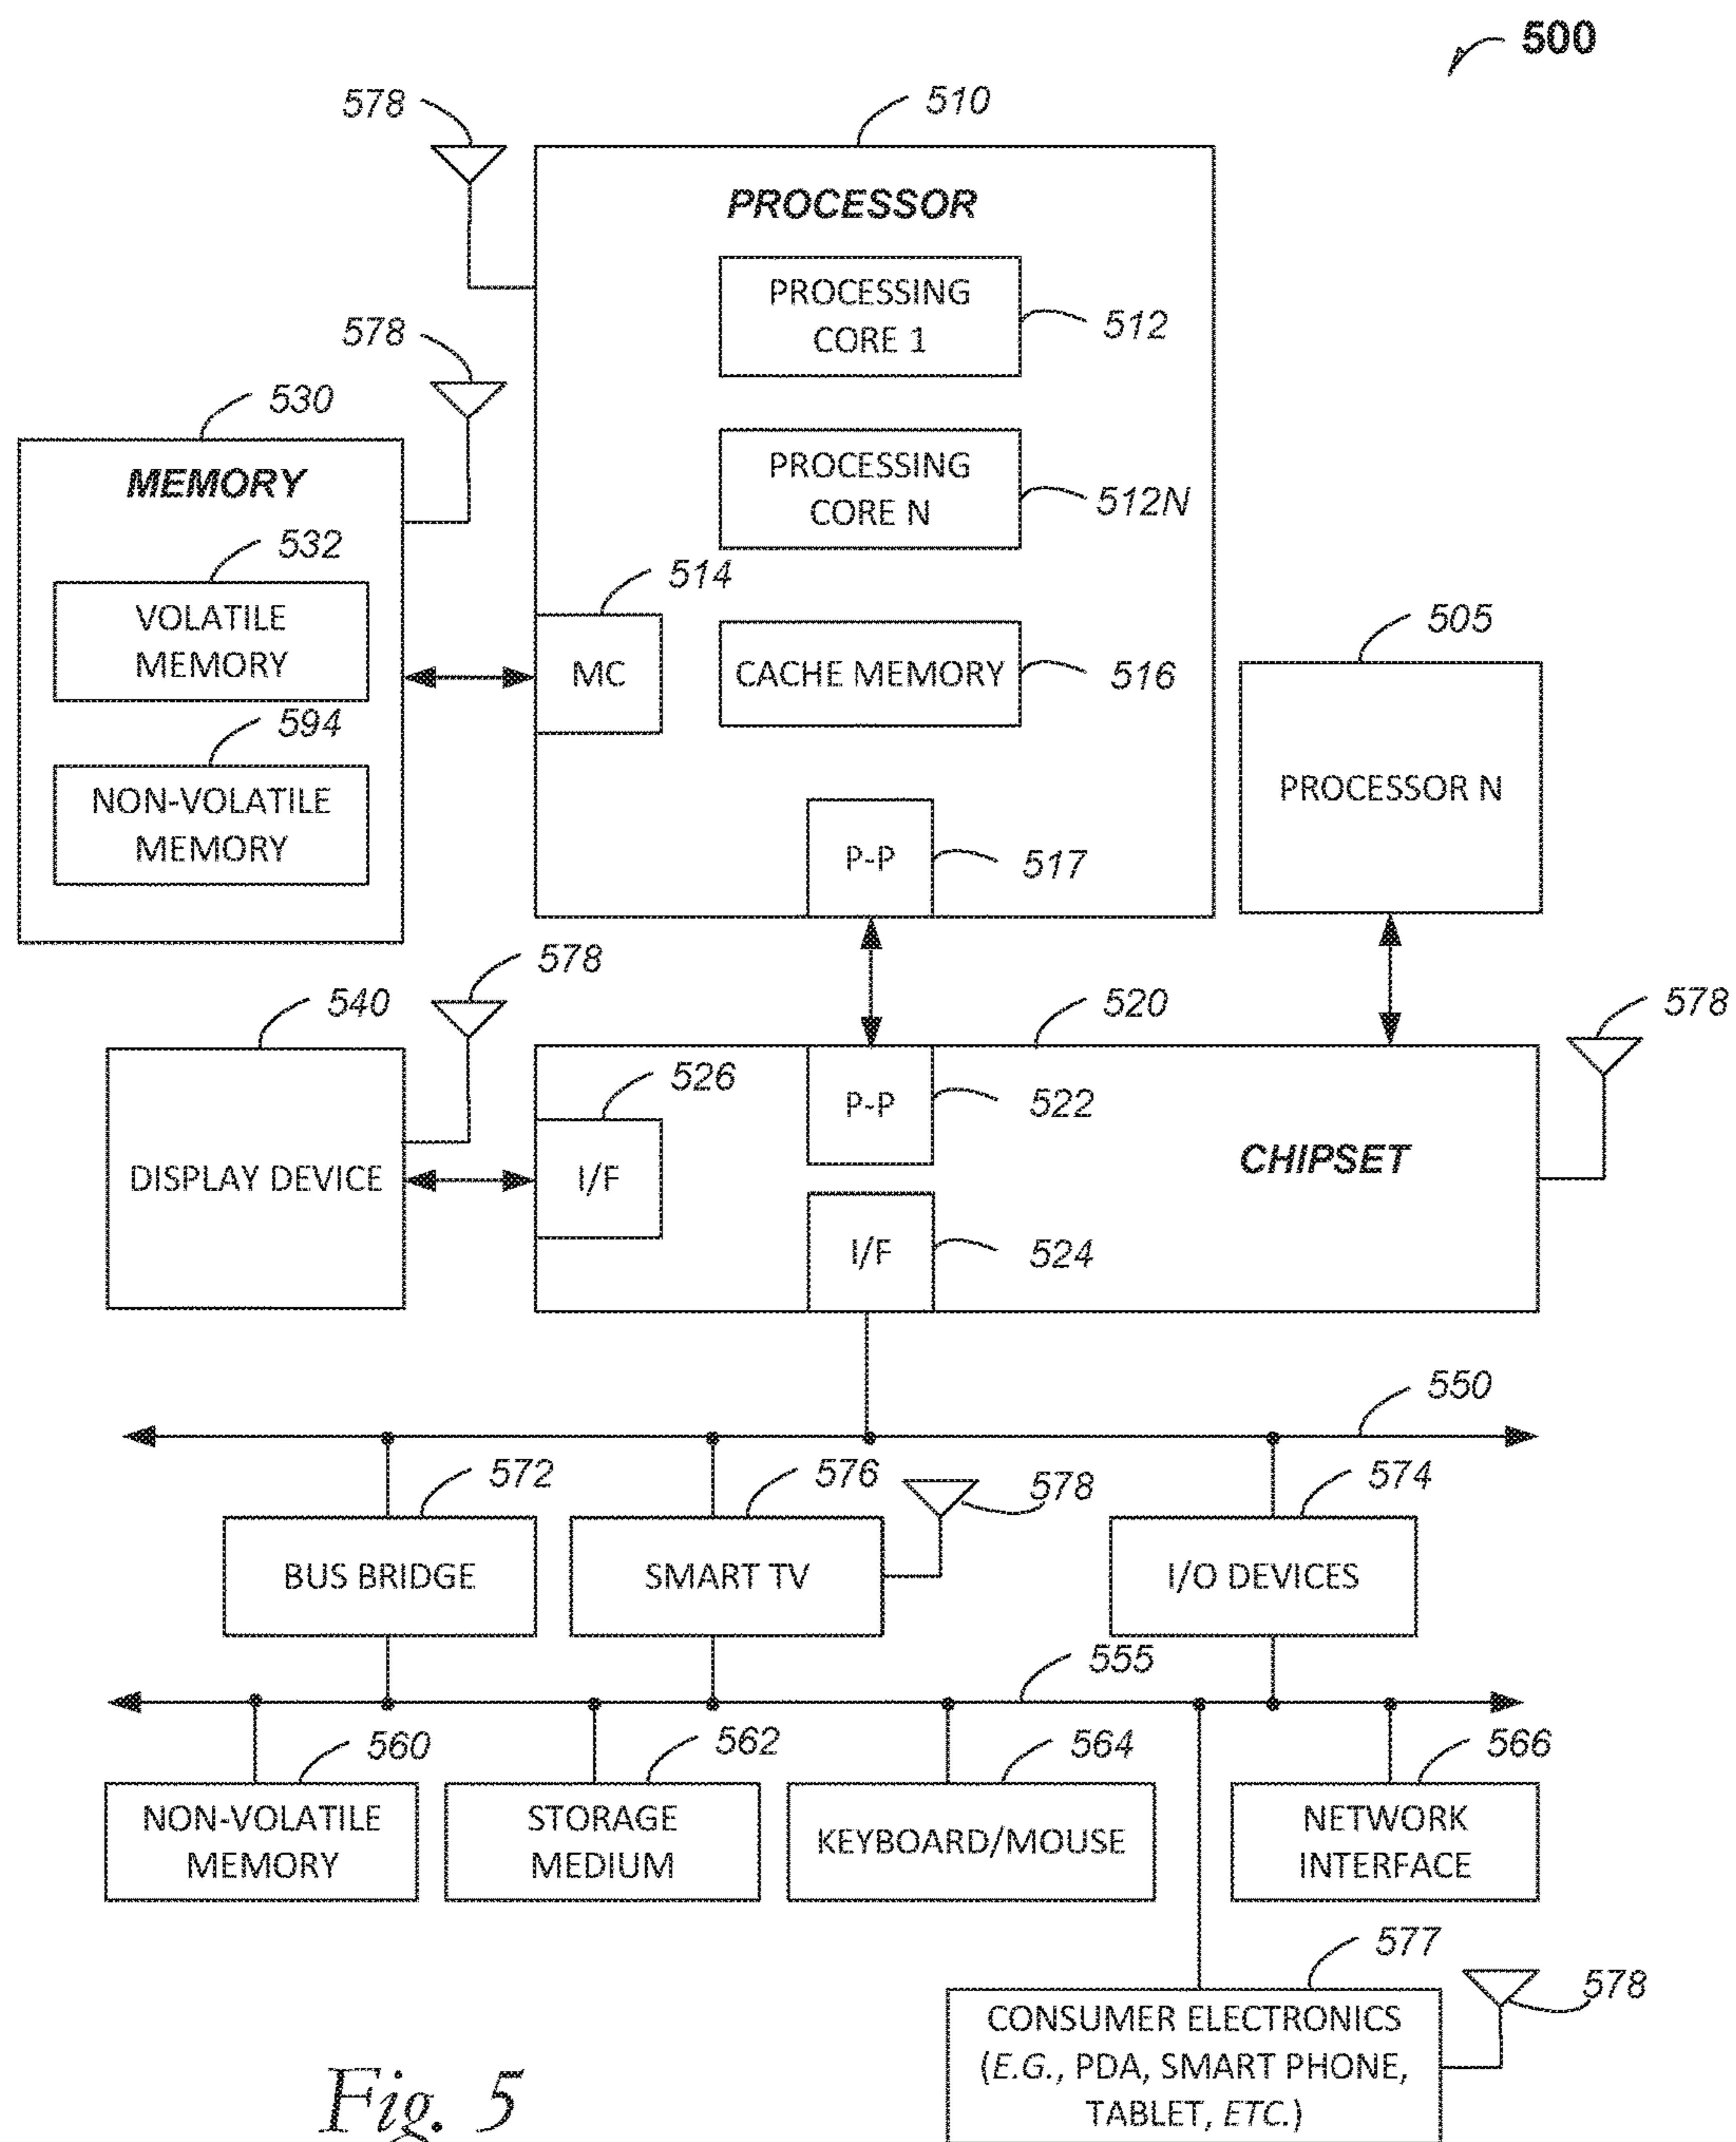 500
578
510
PROCESSOR
PROCESSING
CORE 1
512
578
530
MEMORY
PROCESSING
CORE N
512N
532
VOLATILE
MEMORY
514
MC
CACHE MEMORY
516
505
PROCESSOR N
594
NON-VOLATILE
MEMORY
P-P
517
578
540
DISPLAY DEVICE
520
578
526
I/F
P-P
522
CHIPSET
I/F
524
550
572
BUS BRIDGE
576
SMART TV
578
574
I/O DEVICES
555
560
NON-VOLATILE
MEMORY
562
STORAGE
MEDIUM
564
KEYBOARD/MOUSE
566
NETWORK
INTERFACE
577
CONSUMER ELECTRONICS
(E.G., PDA, SMART PHONE,
TABLET, ETC.)
578
Fig. 5